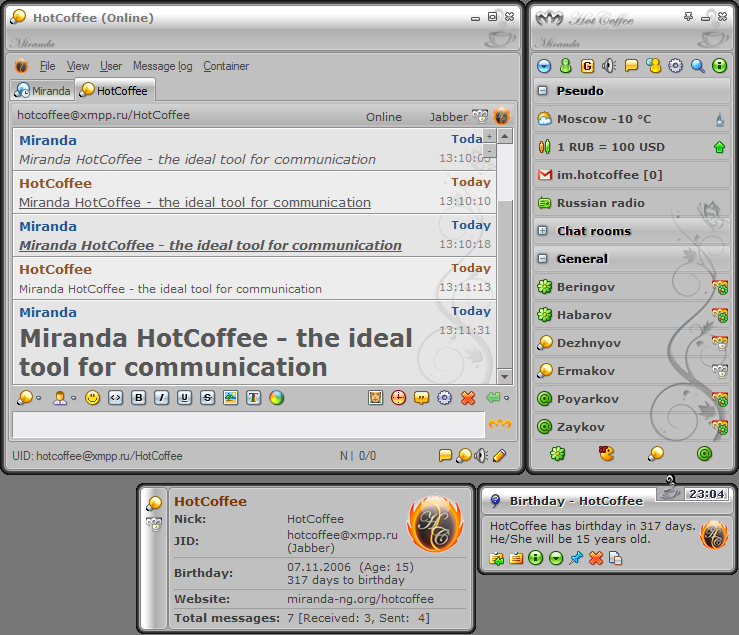 HotCoffee (Online)
Miranda
File View User Message log Container
Miranda HotCoffee
hotcoffee@xmpp.ru/HotCoffee Online Jabber
Miranda Today
Miranda HotCoffee - the ideal tool for communication 13:10:03
HotCoffee Today
Miranda HotCoffee - the ideal tool for communication 13:10:10
Miranda Today
Miranda HotCoffee - the ideal tool for communication 13:10:18
HotCoffee Today
Miranda HotCoffee - the ideal tool for communication 13:11:13
Miranda Today
Miranda HotCoffee - the ideal 13:11:31
tool for communication
B I U S T
UID: hotcoffee@xmpp.ru/HotCoffee N | 0/0
Hot Coffee
Miranda
G
Pseudo
Moscow -10 °C
1 RUB = 100 USD
im.hotcoffee [0]
Russian radio
Chat rooms
General
Beringov
Habarov
Dezhnyov
Ermakov
Poyarkov
Zaykov
HotCoffee
Nick: HotCoffee
JID: hotcoffee@xmpp.ru
(Jabber)
Birthday: 07.11.2006 (Age: 15)
317 days to birthday
Website: miranda-ng.org/hotcoffee
Total messages: 7 [Received: 3, Sent: 4]
Birthday - HotCoffee 23:04
HotCoffee has birthday in 317 days.
He/She will be 15 years old.